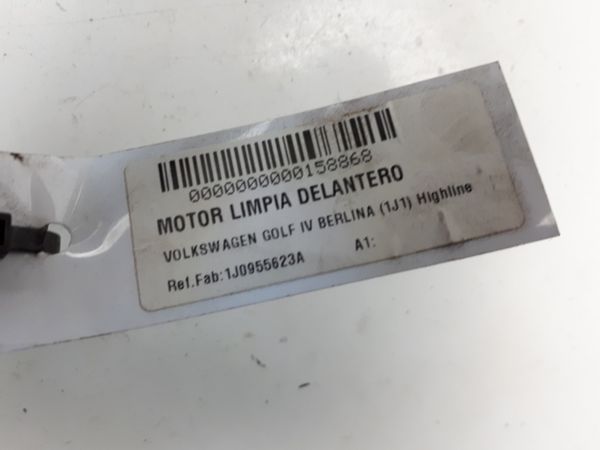 0000000000158868
MOTOR LIMPIA DELANTERO
VOLKSWAGEN GOLF IV BERLINA (1J1) Highline
Ref.Fab:1J0955623A A1: